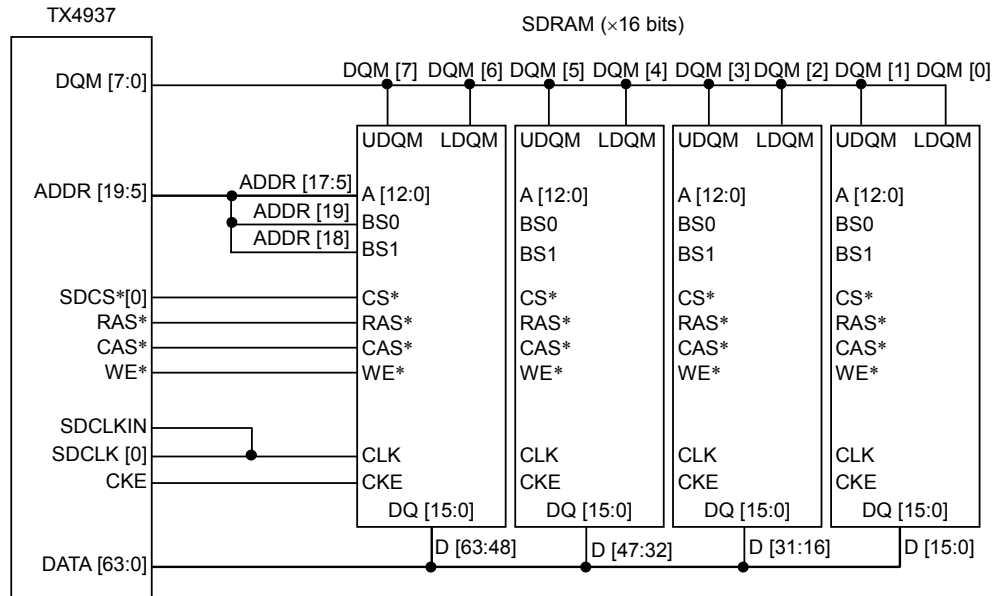 TX4937
SDRAM (×16 bits)
DQM [7:0]
DQM [7] DQM [6] DQM [5] DQM [4] DQM [3] DQM [2] DQM [1] DQM [0]
UDQM LDQM UDQM LDQM UDQM LDQM UDQM LDQM
ADDR [19:5] ADDR [17:5] A [12:0] A [12:0] A [12:0] A [12:0]
ADDR [19] BS0 BS0 BS0 BS0
ADDR [18] BS1 BS1 BS1 BS1
SDCS*[0] CS* CS* CS* CS*
RAS* RAS* RAS* RAS* RAS*
CAS* CAS* CAS* CAS* CAS*
WE* WE* WE* WE* WE*
SDCLKIN
SDCLK [0] CLK CLK CLK CLK
CKE CKE CKE CKE CKE
DQ [15:0] DQ [15:0] DQ [15:0] DQ [15:0]
D [63:48] D [47:32] D [31:16] D [15:0]
DATA [63:0]